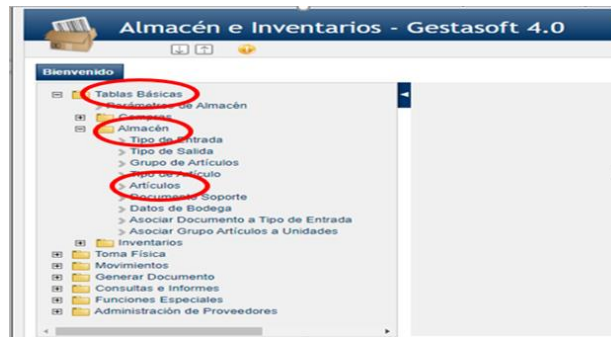 Almacén e Inventarios - Gestasoft 4.0
Bienvenido
Tablas Básicas
Parámetros de Almacén
Compras
Almacén
Tipo de Entrada
Tipo de Salida
Grupo de Artículos
Tipo de Artículo
Artículos
Documento Soporte
Datos de Bodega
Asociar Documento a Tipo de Entrada
Asociar Grupo Artículos a Unidades
Inventarios
Toma Física
Movimientos
Generar Documento
Consultas e Informes
Funciones Especiales
Administración de Proveedores